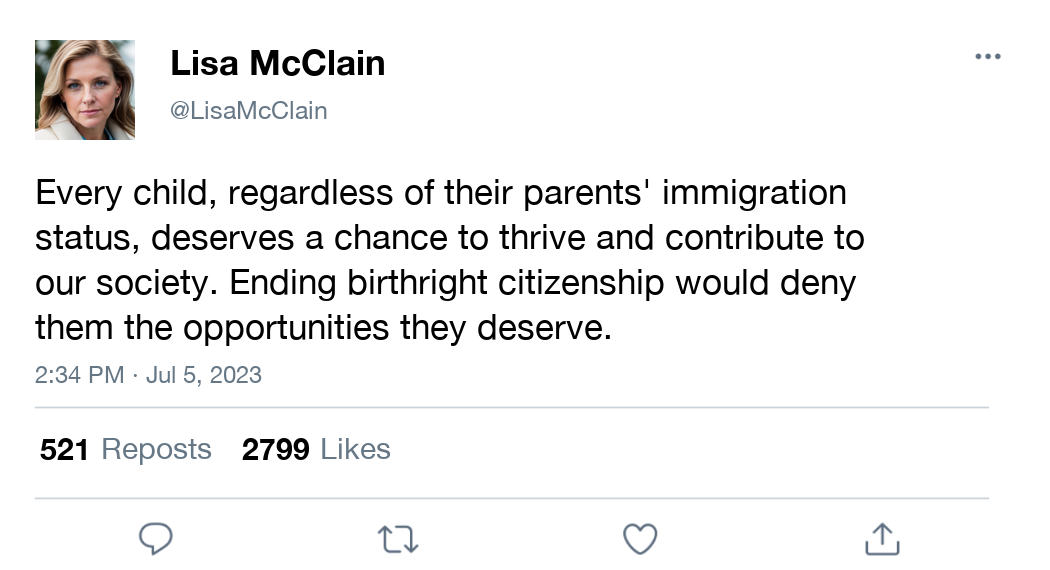 Lisa McClain
@LisaMcClain
Every child, regardless of their parents' immigration
status, deserves a chance to thrive and contribute to
our society. Ending birthright citizenship would deny
them the opportunities they deserve.
2:34 PM · Jul 5, 2023
521 Reposts 2799 Likes